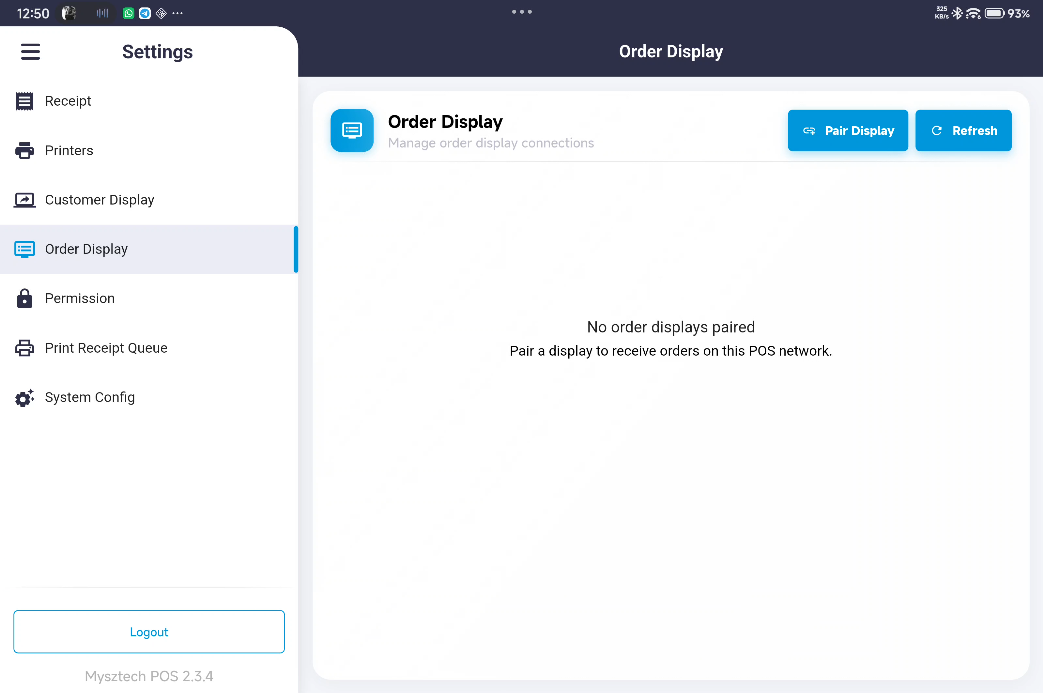 12:50
325
KB/s
93%
Settings
Order Display
Receipt
Printers
Customer Display
Order Display
Permission
Print Receipt Queue
System Config
Logout
Mysztech POS 2.3.4
Order Display
Manage order display connections
Pair Display
Refresh
No order displays paired
Pair a display to receive orders on this POS network.